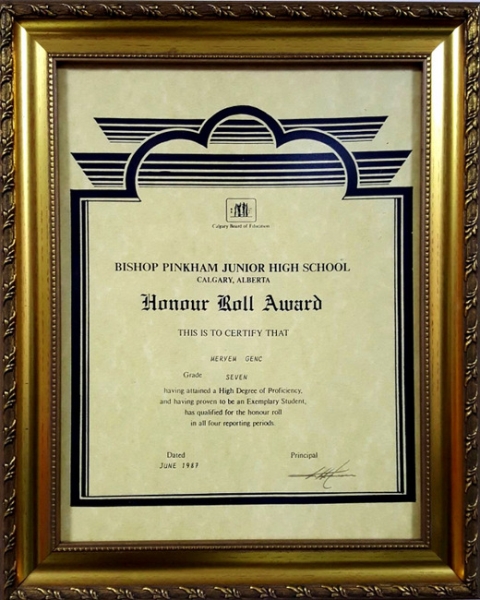 Calgary Board of Education
BISHOP PINKHAM JUNIOR HIGH SCHOOL
CALGARY, ALBERTA
Honour Roll Award
THIS IS TO CERTIFY THAT
MERYEM GENC
Grade SEVEN
having attained a High Degree of Proficiency,
and having proven to be an Exemplary Student,
has qualified for the honour roll
in all four reporting periods.
Dated Principal
JUNE 1987